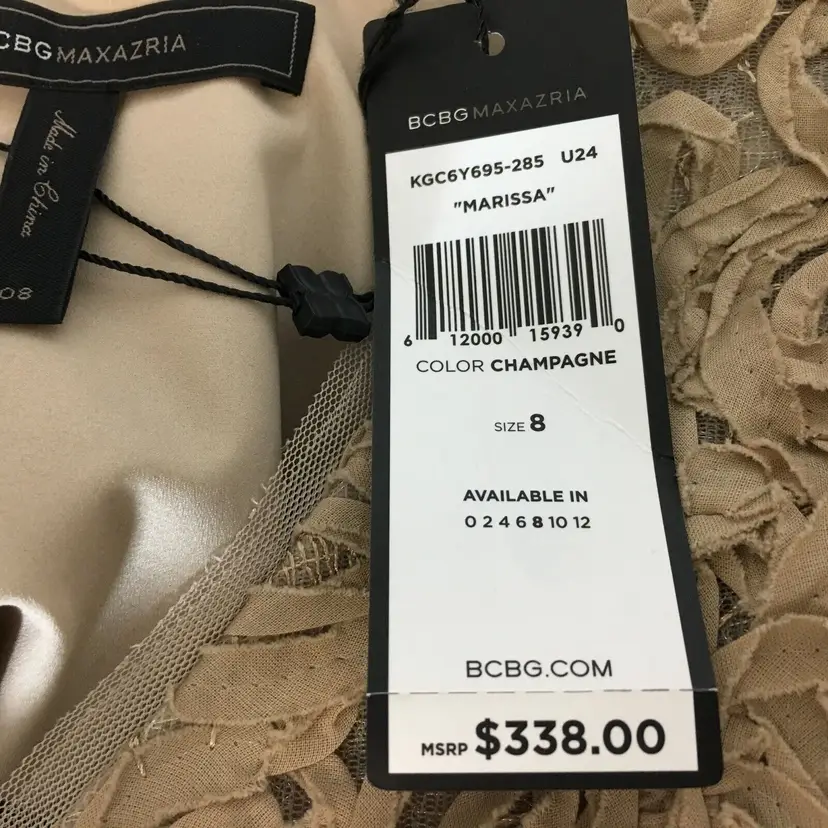 CBGMAXAZRIA
Made in China
08
BCBGMAXAZRIA
KGC6Y695-285 U24
"MARISSA"
6 12000 15939 0
COLOR CHAMPAGNE
SIZE 8
AVAILABLE IN
0 2 4 6 8 10 12
BCBG.COM
MSRP $338.00